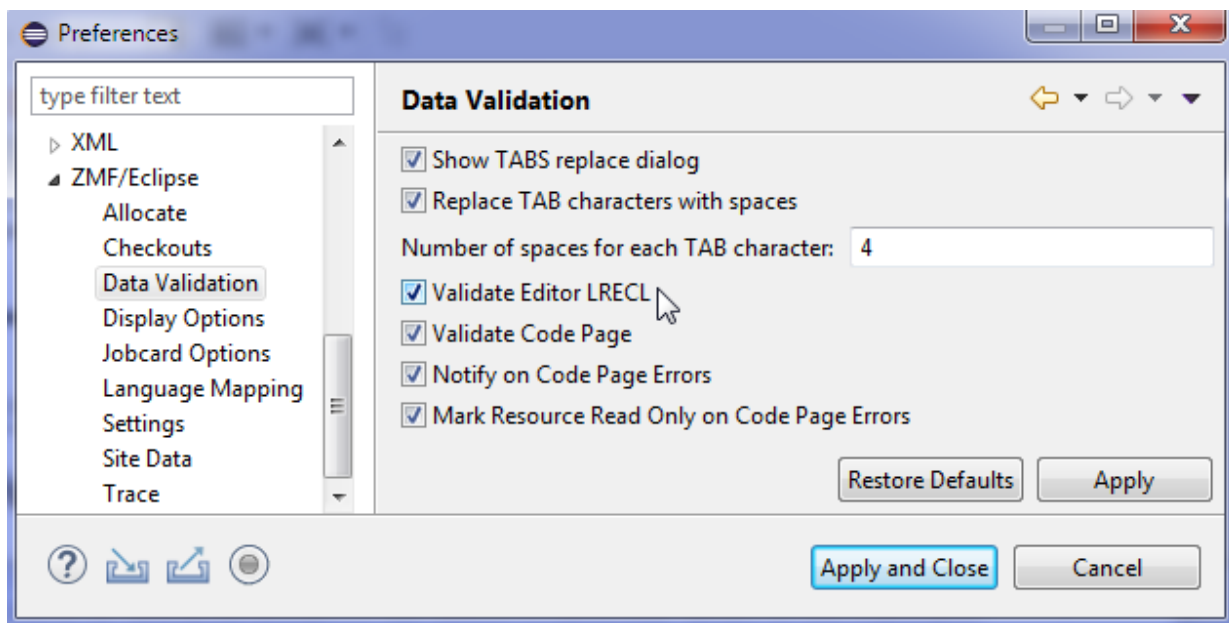 Preferences
type filter text
XML
ZMF/Eclipse
Allocate
Checkouts
Data Validation
Display Options
Jobcard Options
Language Mapping
Settings
Site Data
Trace
Data Validation
Show TABS replace dialog
Replace TAB characters with spaces
Number of spaces for each TAB character: 4
Validate Editor LRECL
Validate Code Page
Notify on Code Page Errors
Mark Resource Read Only on Code Page Errors
Restore Defaults Apply
Apply and Close Cancel